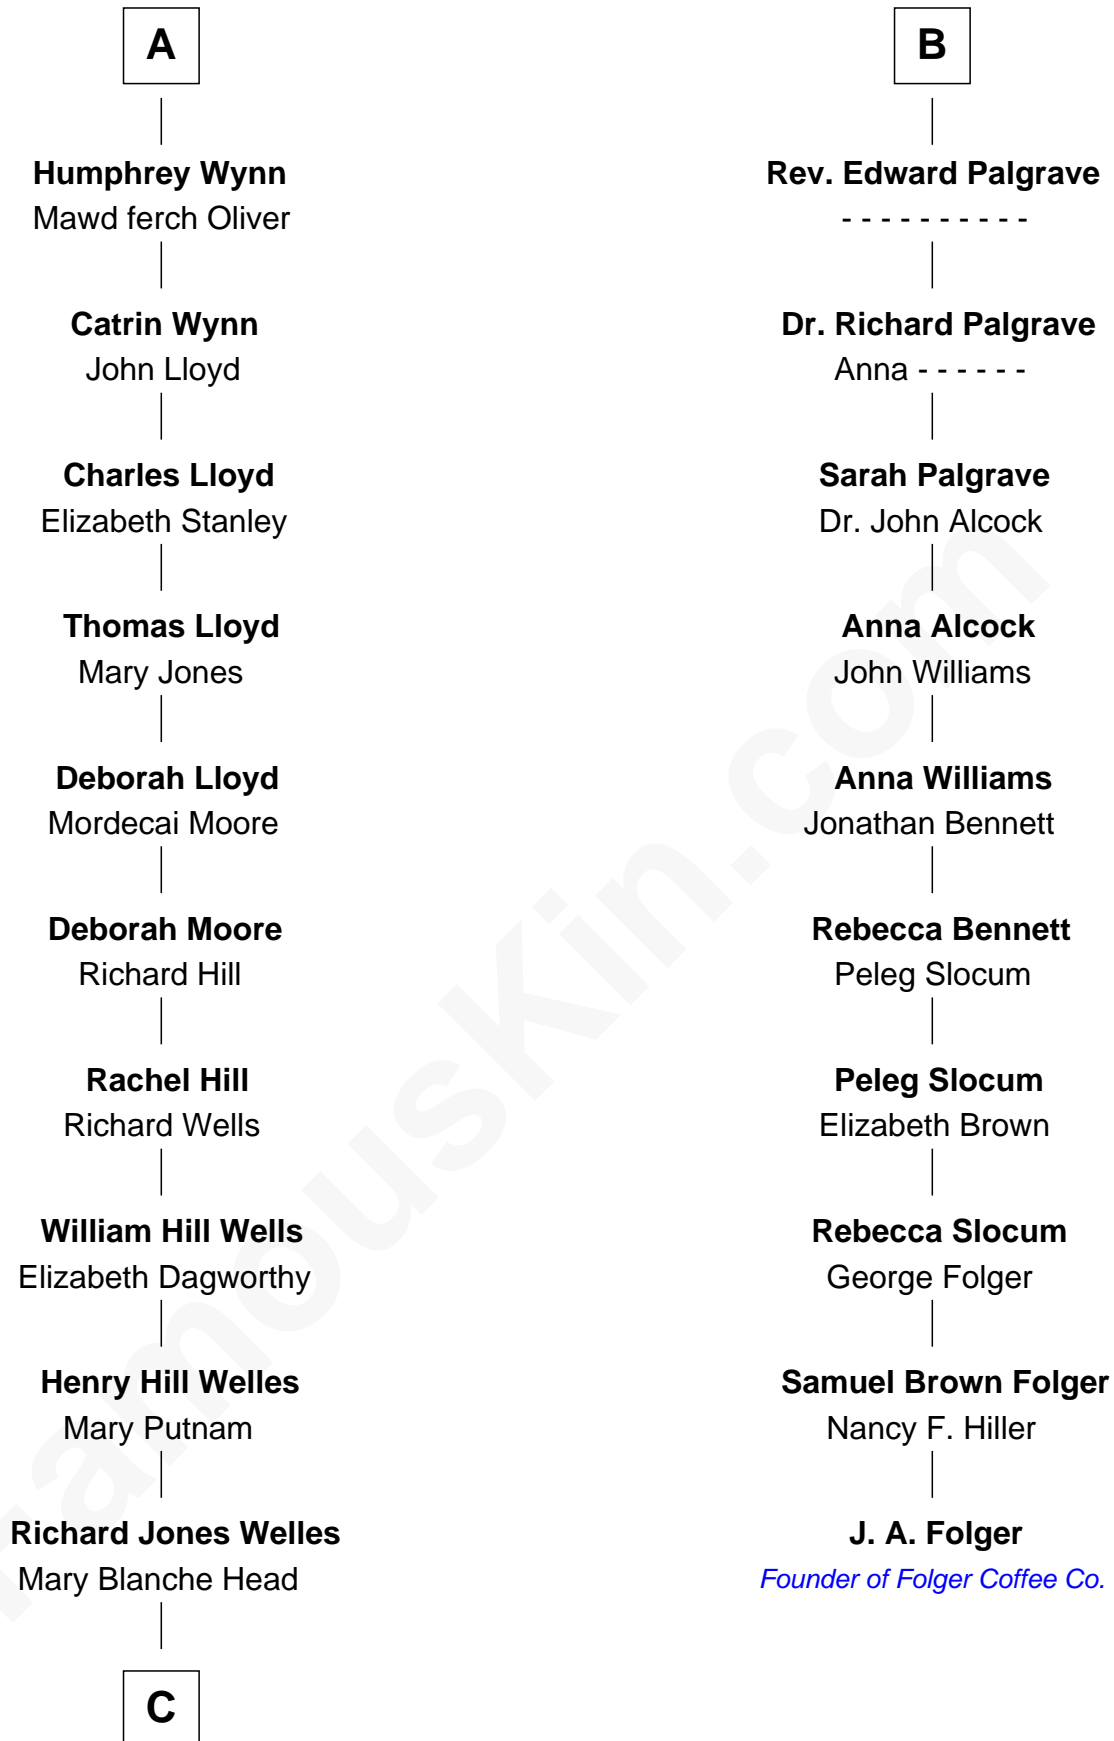 A
Humphrey Wynn
Mawd ferch Oliver
Catrin Wynn
John Lloyd
Charles Lloyd
Elizabeth Stanley
Thomas Lloyd
Mary Jones
Deborah Lloyd
Mordecai Moore
Deborah Moore
Richard Hill
Rachel Hill
Richard Wells
William Hill Wells
Elizabeth Dagworthy
Henry Hill Welles
Mary Putnam
Richard Jones Welles
Mary Blanche Head
C
B
Rev. Edward Palgrave
- - - - - - - - - -
Dr. Richard Palgrave
Anna - - - - - -
Sarah Palgrave
Dr. John Alcock
Anna Alcock
John Williams
Anna Williams
Jonathan Bennett
Rebecca Bennett
Peleg Slocum
Peleg Slocum
Elizabeth Brown
Rebecca Slocum
George Folger
Samuel Brown Folger
Nancy F. Hiller
J. A. Folger
Founder of Folger Coffee Co.
FamousKin.com